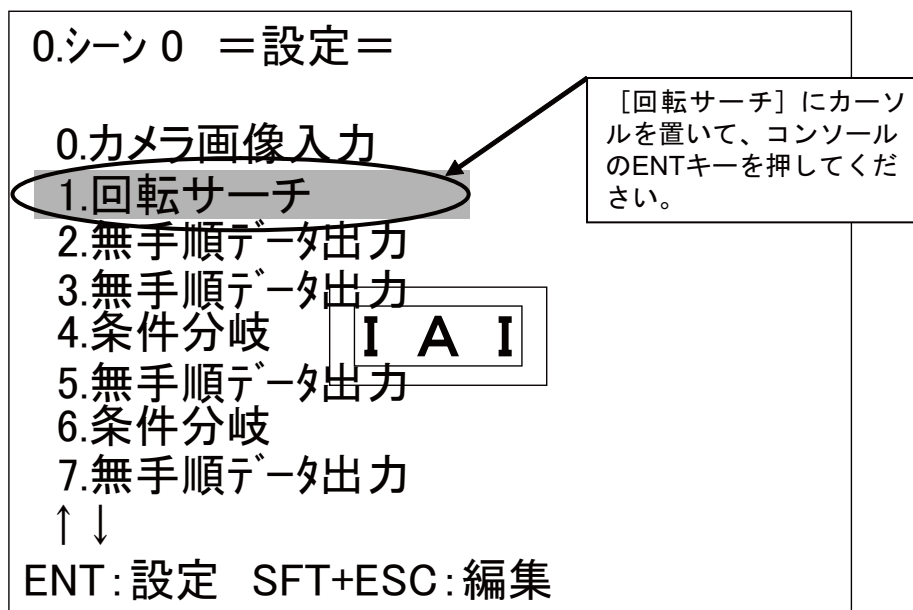 0.ｼｰﾝ 0 ＝設定＝
［回転サーチ］にカーソ
ルを置いて、コンソール
のENTキーを押してくだ
さい。
0.カメラ画像入力
1.回転サーチ
2.無手順ﾃﾞｰﾀ出力
3.無手順ﾃﾞｰﾀ出力
4.条件分岐
I A I
5.無手順ﾃﾞｰﾀ出力
6.条件分岐
7.無手順ﾃﾞｰﾀ出力
↑↓
ENT:設定 SFT+ESC:編集